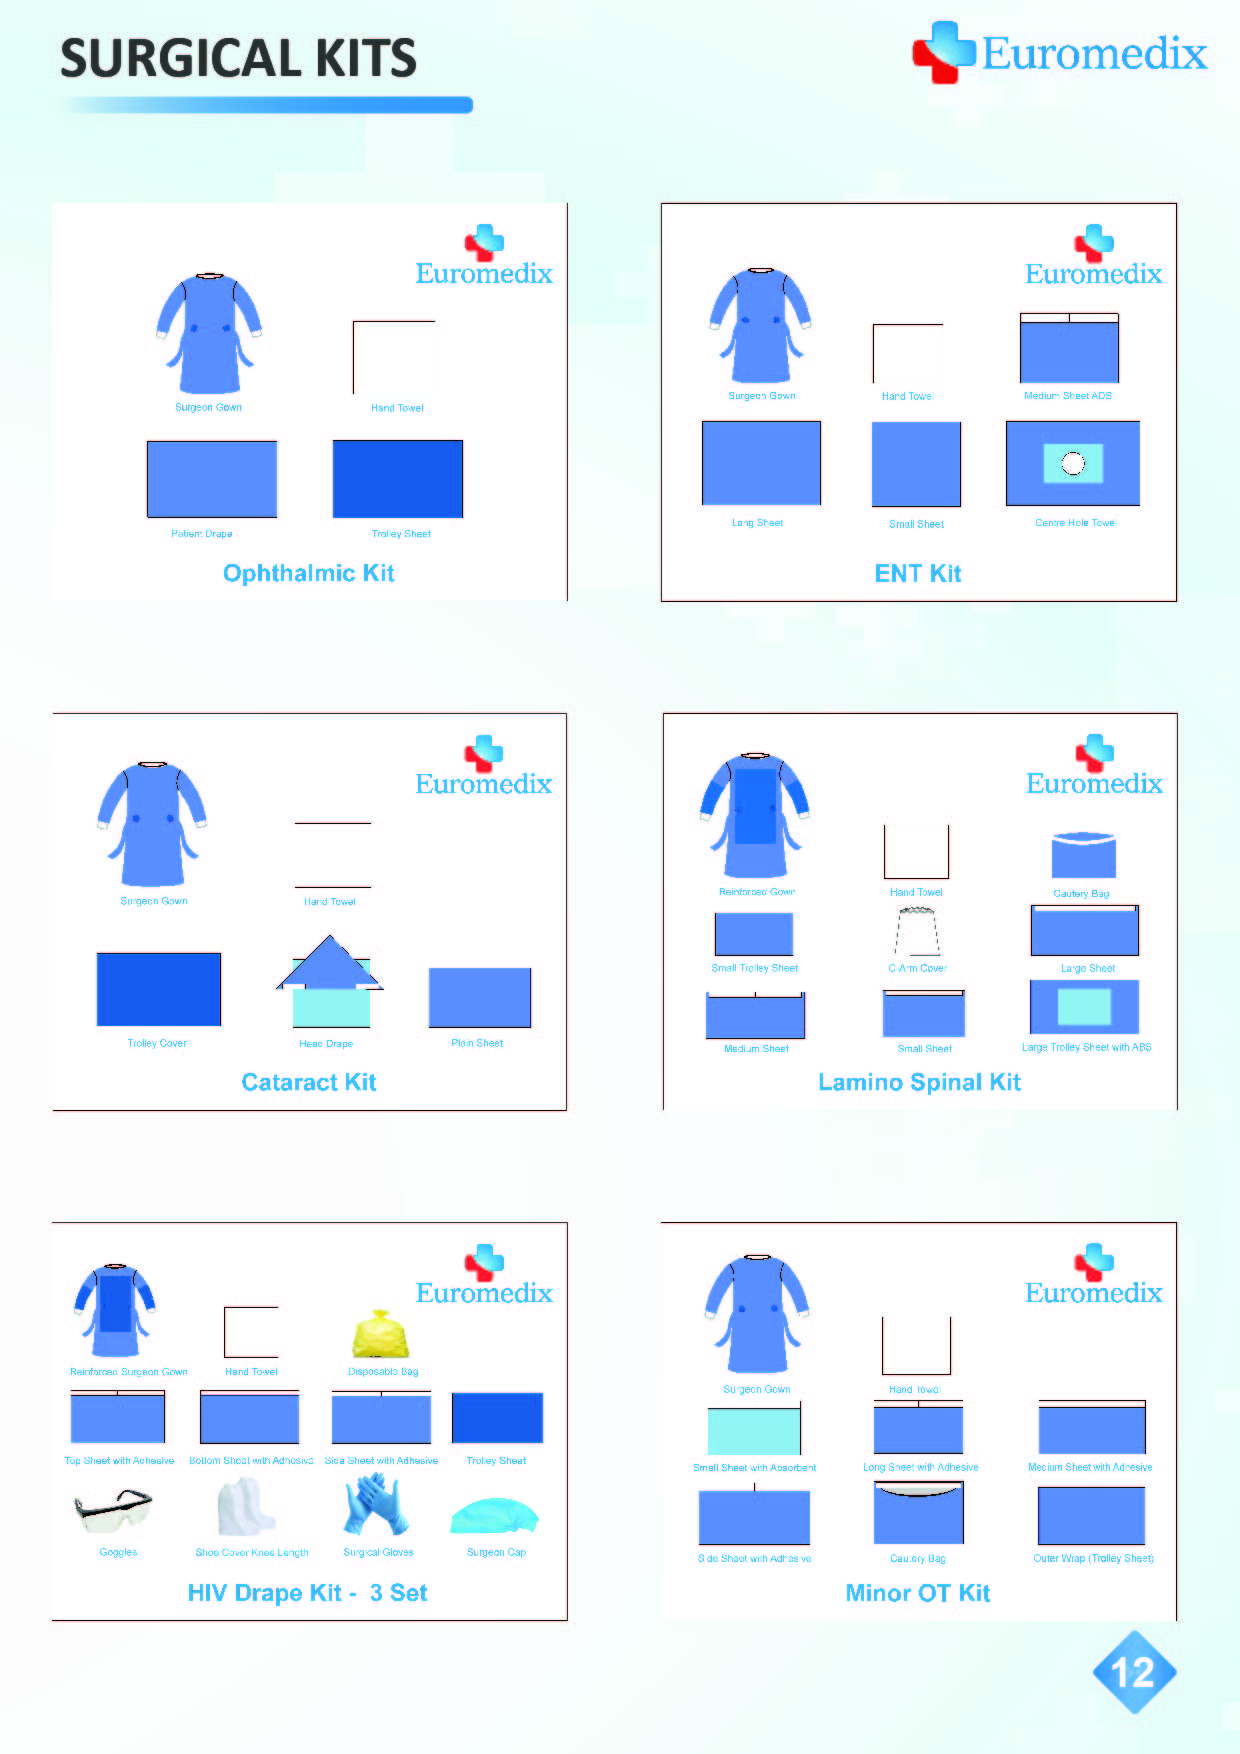 SURGICAL KITS
Euromedix
Euromedix
Surgeon Gown
Hand Towel
Patient Drape
Trolley Sheet
Ophthalmic Kit
Euromedix
Surgeon Gown
Hand Towel
Medium Sheet ADS
Long Sheet
Small Sheet
Centre Hole Towel
ENT Kit
Euromedix
Surgeon Gown
Hand Towel
Trolley Cover
Head Drape
Plain Sheet
Cataract Kit
Euromedix
Reinforced Gown
Hand Towel
Cautery Bag
Small Trolley Sheet
C-Arm Cover
Large Sheet
Medium Sheet
Small Sheet
Large Trolley Sheet with ABS
Lamino Spinal Kit
Euromedix
Reinforced Surgeon Gown
Hand Towel
Disposable Bag
Top Sheet with Adhesive
Bottom Sheet with Adhesive
Side Sheet with Adhesive
Trolley Sheet
Goggles
Shoe Cover Knee Length
Surgical Gloves
Surgeon Cap
HIV Drape Kit - 3 Set
Euromedix
Surgeon Gown
Hand Towel
Small Sheet with Absorbent
Long Sheet with Adhesive
Medium Sheet with Adhesive
Side Sheet with Adhesive
Cautery Bag
Outer Wrap (Trolley Sheet)
Minor OT Kit
12